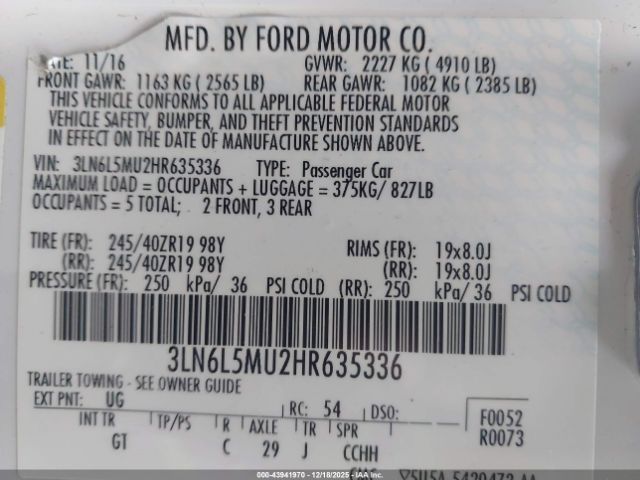 MFD. BY FORD MOTOR CO.
11/16 GVWR: 2227 KG ( 4910 LB)
FRONT GAWR: 1163 KG ( 2565 LB) REAR GAWR: 1082 KG ( 2385 LB)
THIS VEHICLE CONFORMS TO ALL APPLICABLE FEDERAL MOTOR
VEHICLE SAFETY, BUMPER, AND THEFT PREVENTION STANDARDS
IN EFFECT ON THE DATE OF MANUFACTURE SHOWN ABOVE.
VIN: 3LN6L5MU2HR635336 TYPE: Passenger Car
MAXIMUM LOAD = OCCUPANTS + LUGGAGE = 375KG/ 827LB
OCCUPANTS = 5 TOTAL; 2 FRONT, 3 REAR
TIRE (FR): 245/40ZR19 98Y RIMS (FR): 19x8.0J
(RR): 245/40ZR19 98Y (RR): 19x8.0J
PRESSURE (FR): 250 kPa/ 36 PSI COLD (RR): 250 kPa/ 36 PSI COLD
3LN6L5MU2HR635336
TRAILER TOWING - SEE OWNER GUIDE
EXT PNT: UG RC: 54 DSO: F0052
INT TR TP/PS R AXLE TR SPR R0073
GT C 29 J CCHH
000-43941970 - 12/18/2025 - IAAI.COM